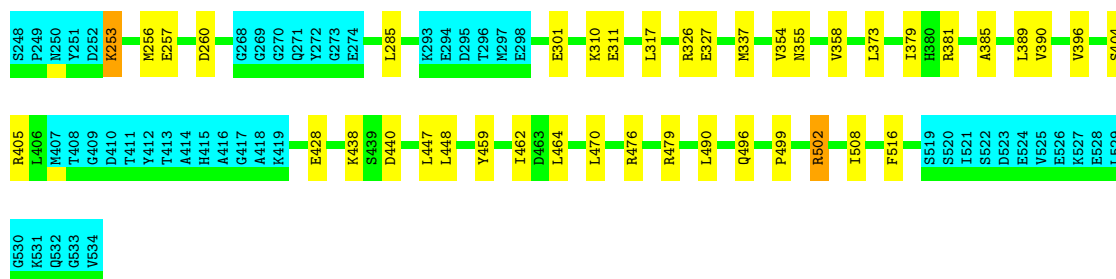 S248 P249 N250 Y251 D252 K253 M256 E257 D260 G268 G269 G270 Q271 Y272 G273 E274 L285 K293 E294 D295 T296 M297 E298 E301 K310 E311 L317 R326 E327 M337 V354 N355 V358 L373 I379 H380 R381 A385 L389 V390 V396 S404
R405 L406 M407 T408 G409 D410 T411 Y412 T413 A414 H415 A416 G417 A418 K419 E428 K438 S439 D440 L447 L448 Y459 I462 D463 L464 L470 R476 R479 L490 Q496 P499 R502 I508 F516 S519 S520 I521 S522 D523 E524 V525 E526 K527 E528 L529
G530 K531 Q532 G533 V534